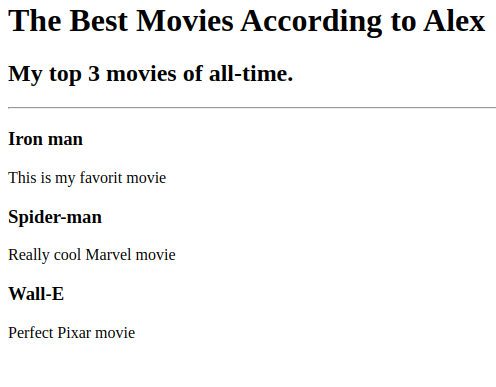 The Best Movies According to Alex
My top 3 movies of all-time.
Iron man
This is my favorit movie
Spider-man
Really cool Marvel movie
Wall-E
Perfect Pixar movie